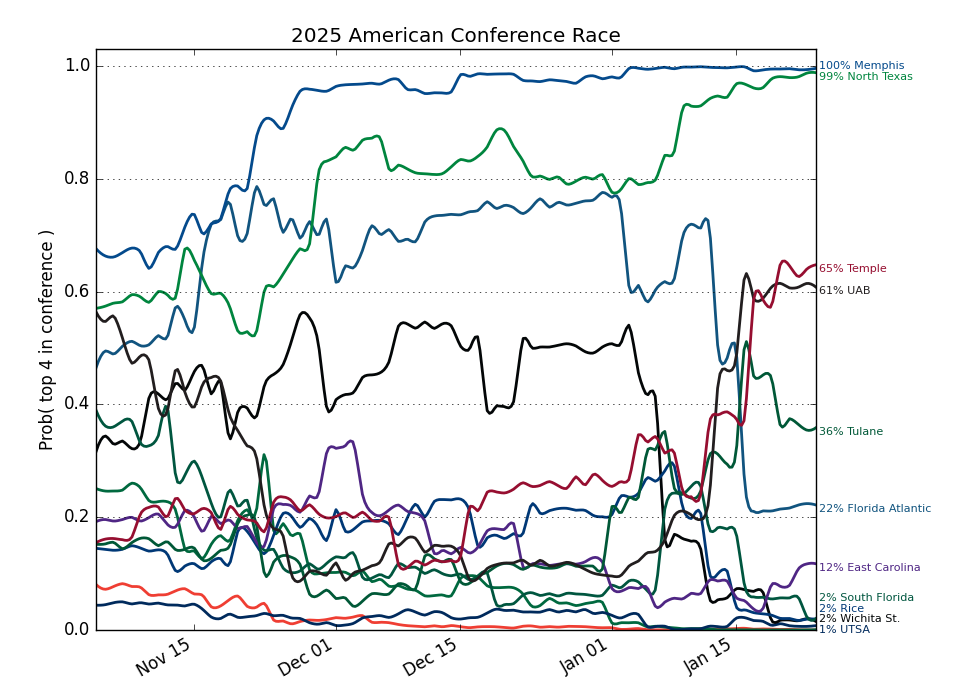 2025 American Conference Race
Prob( top 4 in conference )
1.0
0.8
0.6
0.4
0.2
0.0
Nov 15
Dec 01
Dec 15
Jan 01
Jan 15
100% Memphis
99% North Texas
65% Temple
61% UAB
36% Tulane
22% Florida Atlantic
12% East Carolina
2% South Florida
2% Rice
2% Wichita St.
1% UTSA